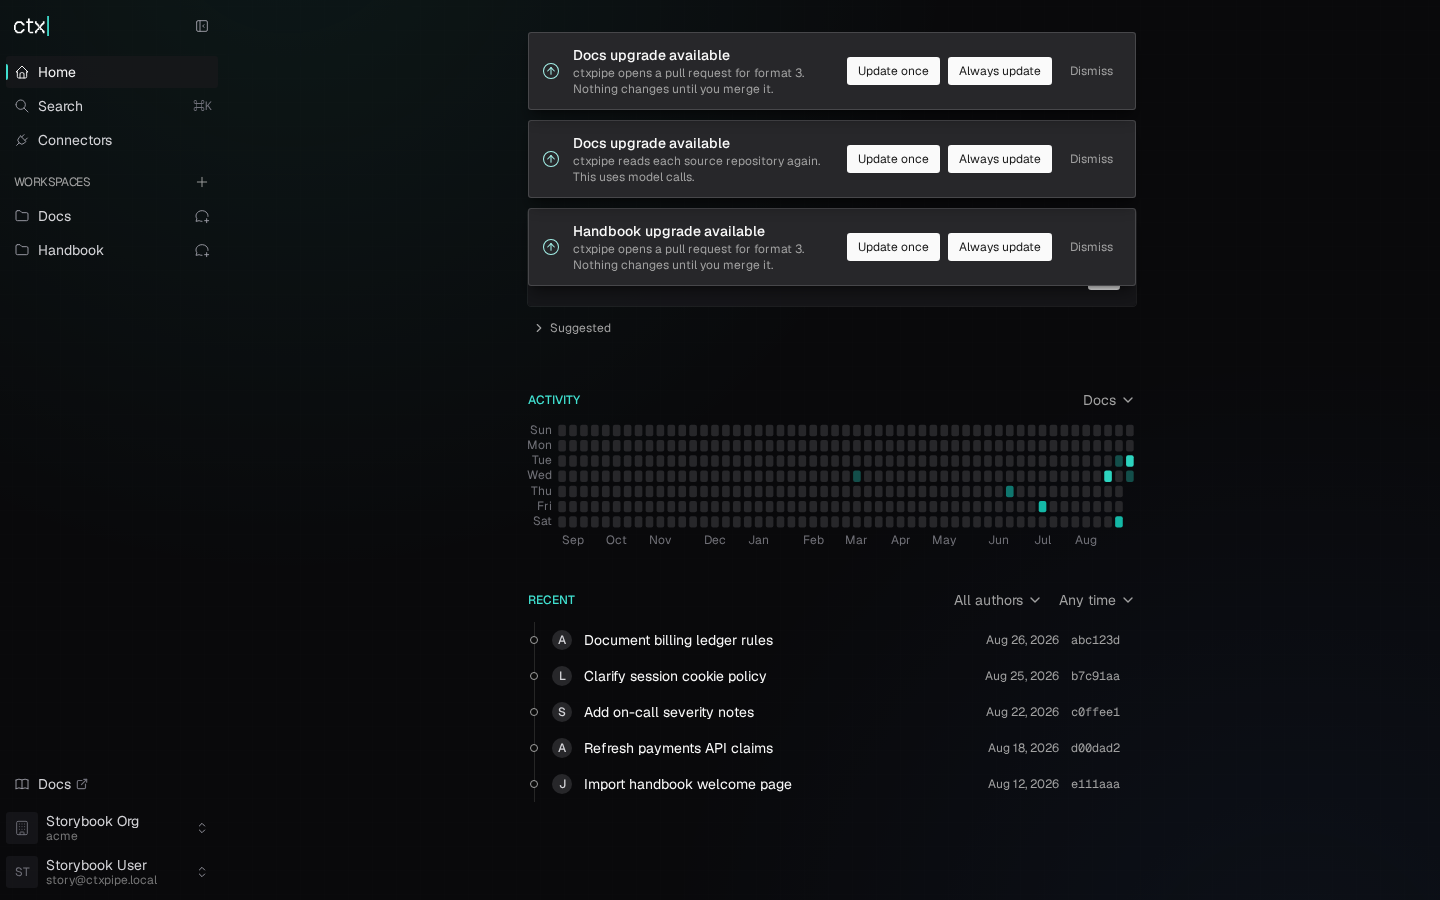 ctx
Home
Search ⌘K
Connectors
WORKSPACES
Docs
Handbook
Docs upgrade available
ctxpipe opens a pull request for format 3.
Nothing changes until you merge it.
Update once Always update Dismiss
Docs upgrade available
ctxpipe reads each source repository again.
This uses model calls.
Update once Always update Dismiss
Handbook upgrade available
ctxpipe opens a pull request for format 3.
Nothing changes until you merge it.
Update once Always update Dismiss
Suggested
ACTIVITY Docs
Sun
Mon
Tue
Wed
Thu
Fri
Sat
Sep Oct Nov Dec Jan Feb Mar Apr May Jun Jul Aug
RECENT All authors Any time
A Document billing ledger rules Aug 26, 2026 abc123d
L Clarify session cookie policy Aug 25, 2026 b7c91aa
S Add on-call severity notes Aug 22, 2026 c0ffee1
A Refresh payments API claims Aug 18, 2026 d00dad2
J Import handbook welcome page Aug 12, 2026 e111aaa
Docs
Storybook Org
acme
ST Storybook User
story@ctxpipe.local